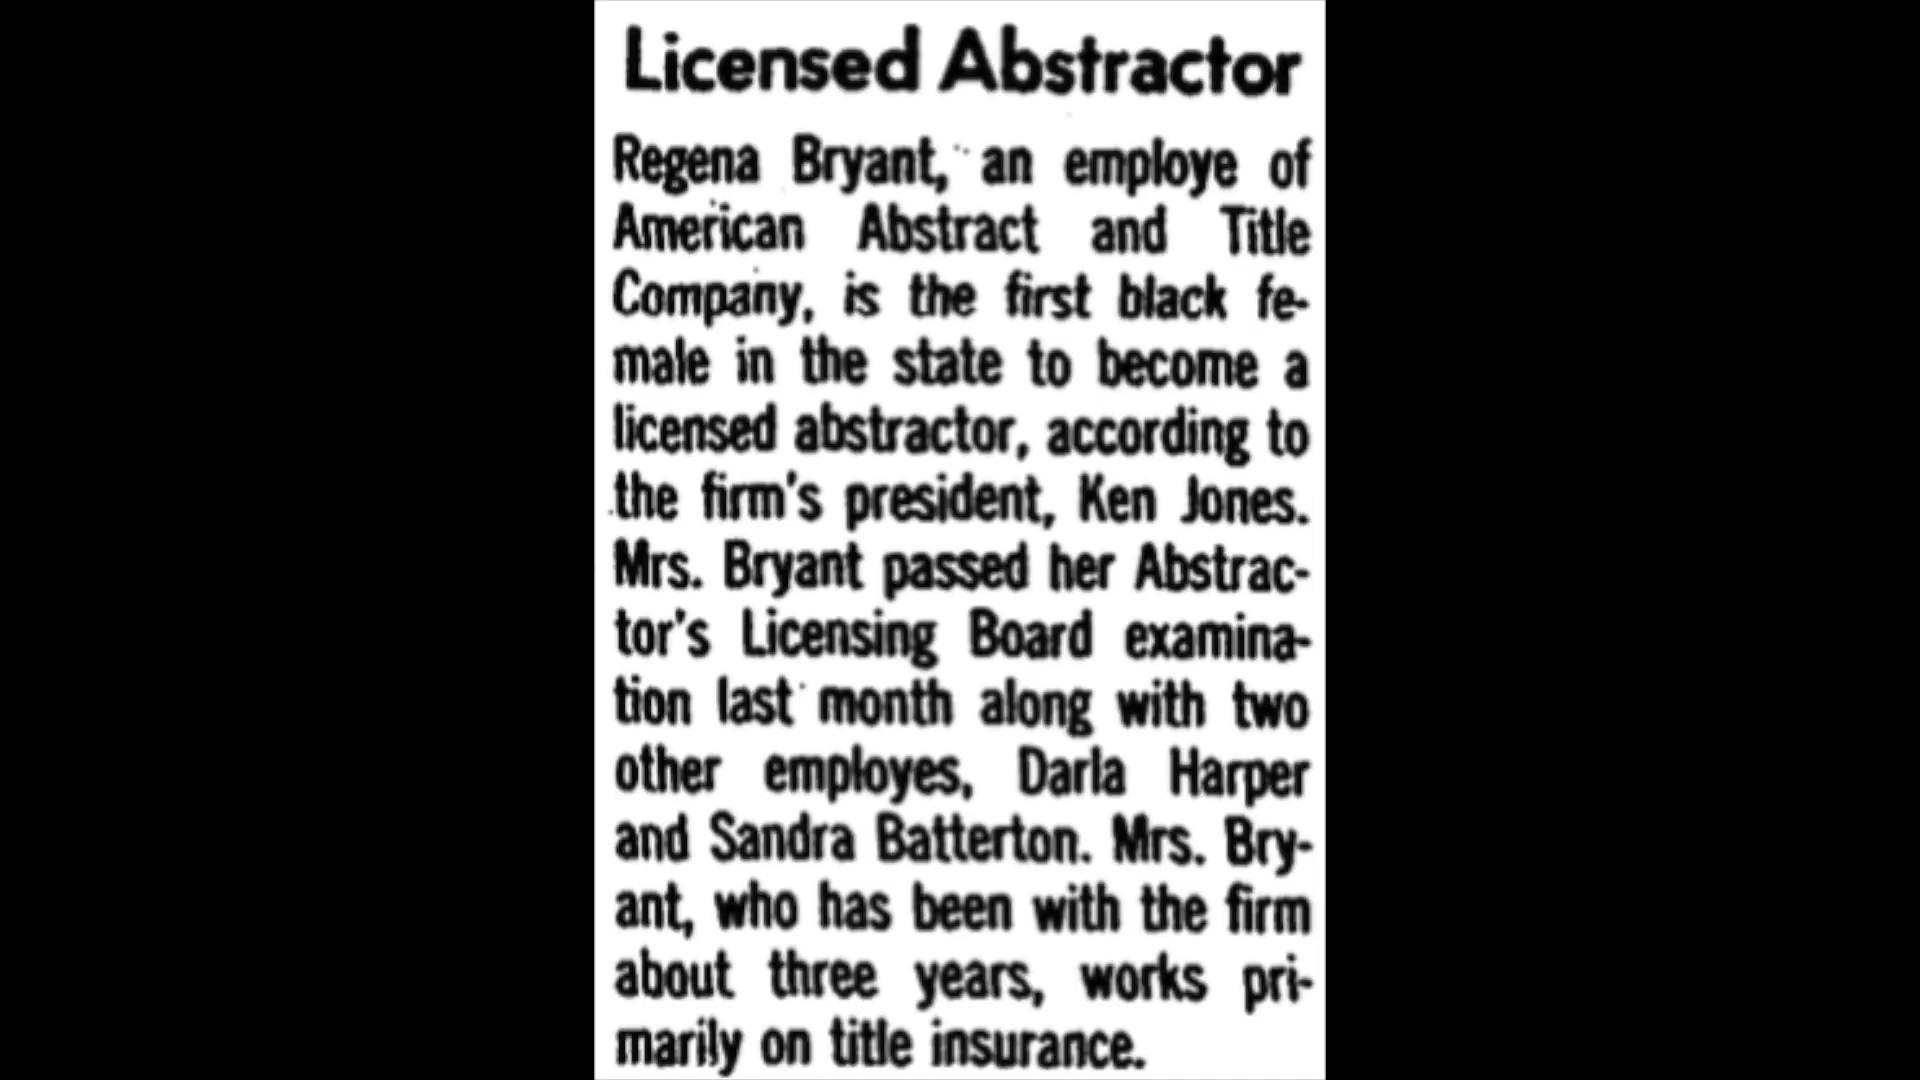 Licensed Abstractor
Regena Bryant, an employe of
American Abstract and Title
Company, is the first black fe-
male in the state to become a
licensed abstractor, according to
the firm's president, Ken Jones.
Mrs. Bryant passed her Abstrac-
tor's Licensing Board examina-
tion last month along with two
other employes, Darla Harper
and Sandra Batterton. Mrs. Bry-
ant, who has been with the firm
about three years, works pri-
marily on title insurance.